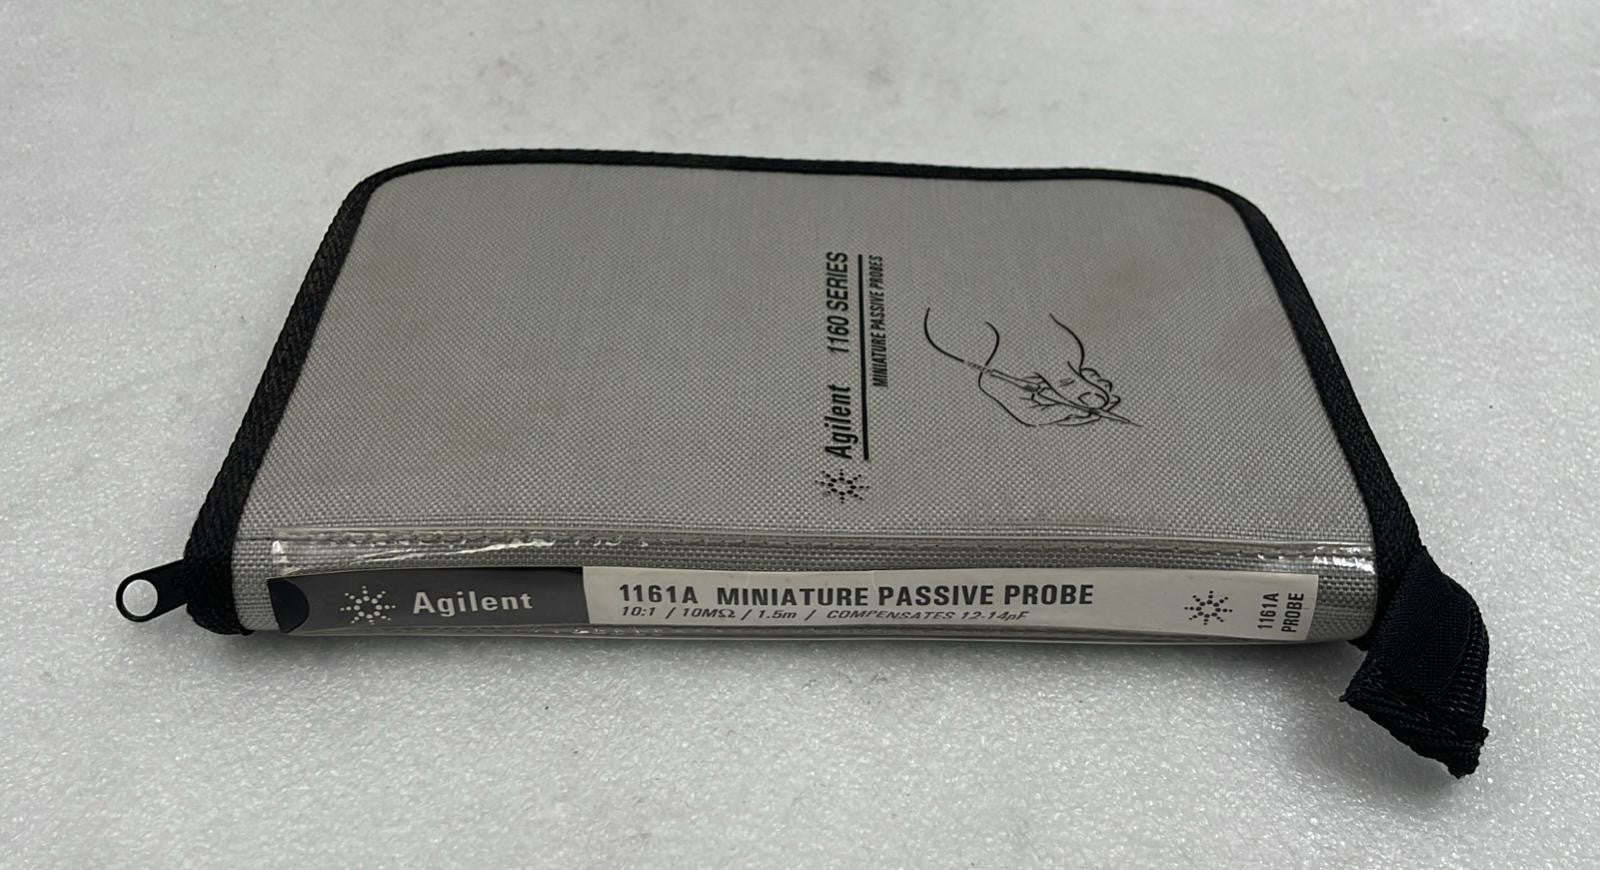 Agilent 1160 SERIES
MINIATURE PASSIVE PROBES
Agilent
1161A MINIATURE PASSIVE PROBE
10:1 / 10MΩ / 1.5m / COMPENSATES 12-14pF
1161A
PROBE